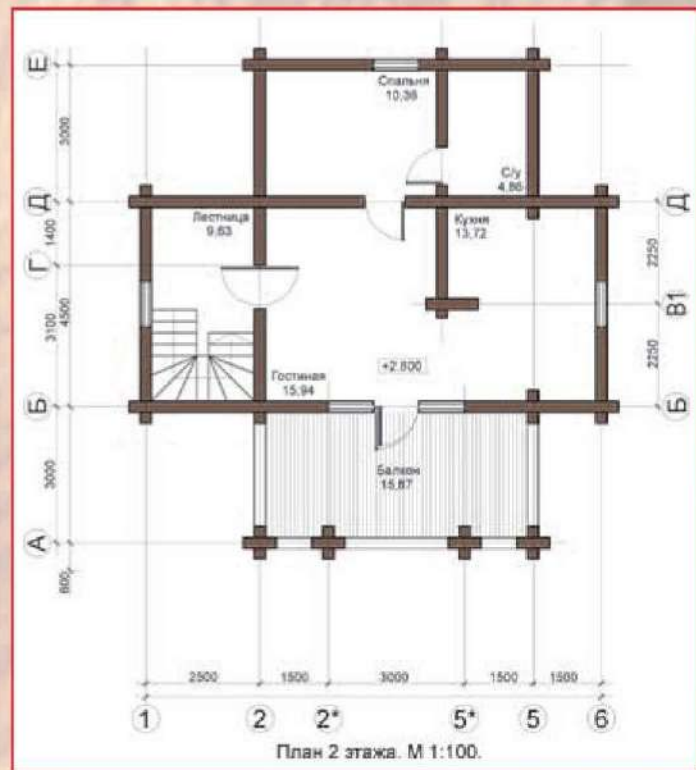 Е
Спальня
10,36
3000
С/у
4,86
Д
Лестница
9,63
Кухня
13,72
Д
1400
2250
Г
4500
В1
3100
2250
+2.800
Гостиная
15,94
Б
Б
Балкон
15,87
3000
А
600
2500 1500 3000 1500 1500
1 2 2* 5* 5 6
План 2 этажа. М 1:100.